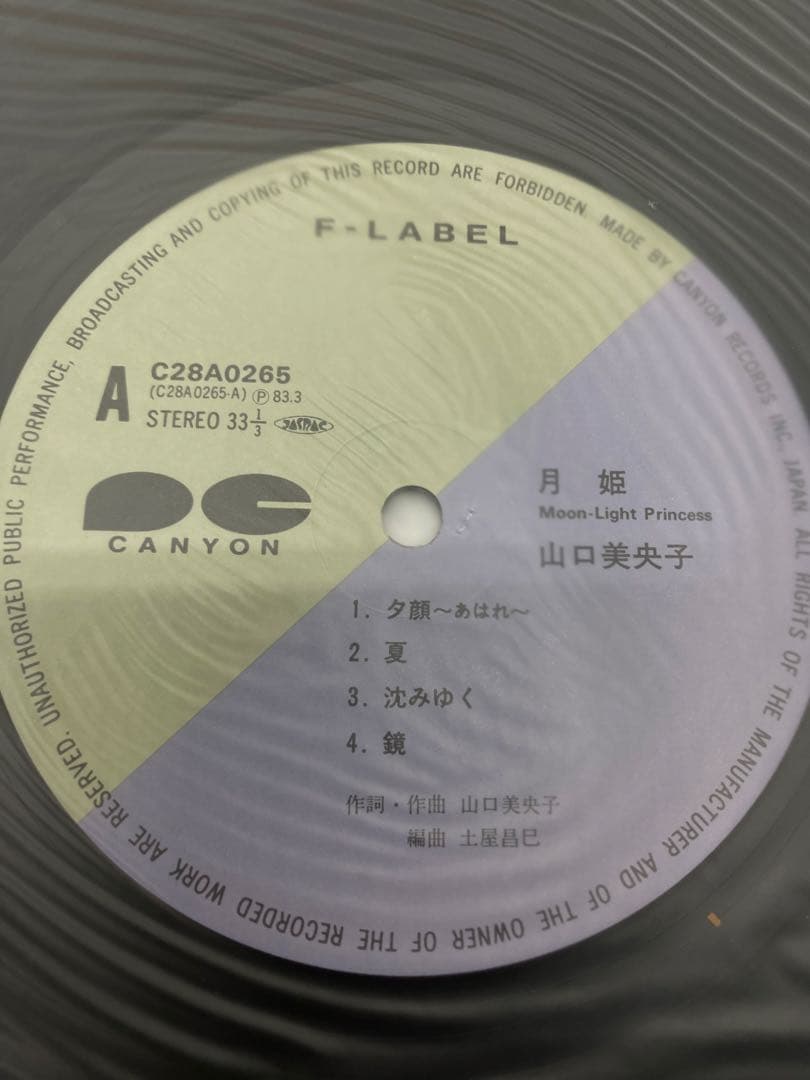 UNAUTHORIZED PUBLIC PERFORMANCE, BROADCASTING AND COPYING OF THIS RECORD ARE FORBIDDEN. MADE BY CANYON RECORDS INC. JAPAN ALL RIGHTS OF THE MANUFACTURER AND OF THE OWNER OF THE RECORDED WORK ARE RESERVED.
F-LABEL
A
C28A0265
(C28A0265-A) Ⓟ 83.3
STEREO 33 1/3 JASRAC
CANYON
月 姫
Moon-Light Princess
山口美央子
1. 夕顔〜あはれ〜
2. 夏
3. 沈みゆく
4. 鏡
作詞・作曲 山口美央子
編曲 土屋昌巳